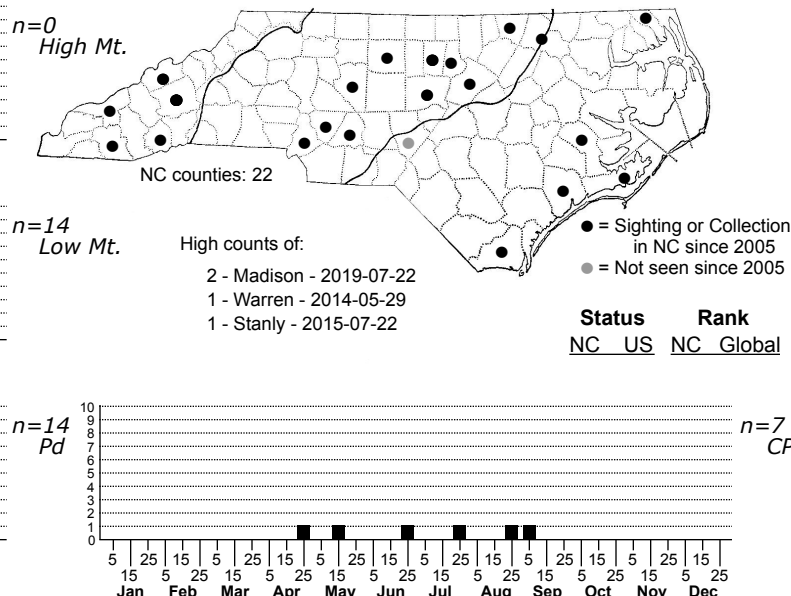 n=0
High Mt.
NC counties: 22
n=14
Low Mt.
High counts of:
2 - Madison - 2019-07-22
1 - Warren - 2014-05-29
1 - Stanly - 2015-07-22
= Sighting or Collection
in NC since 2005
= Not seen since 2005
Status Rank
NC US NC Global
n=14
Pd
n=7
CP
10
9
8
7
6
5
4
3
2
1
0
5 25 15 5 25 15 5 25 15 5 25 15 5 25 15 5 25 15
15 5 25 15 5 25 15 5 25 15 5 25 15 5 25 15 5 25
Jan Feb Mar Apr May Jun Jul Aug Sep Oct Nov Dec